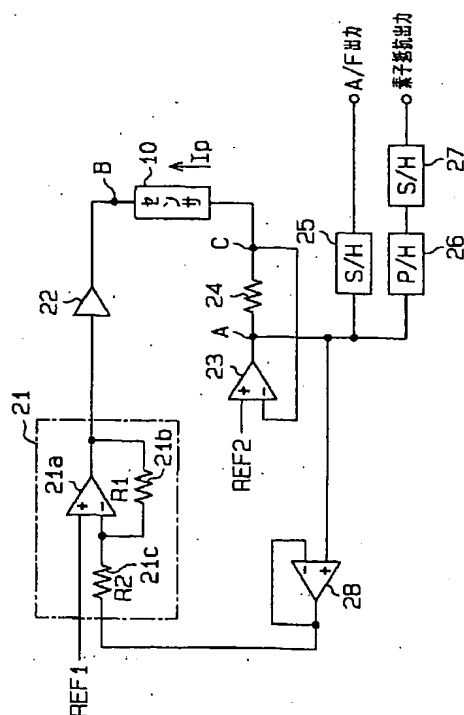 21
21a
R1
21b
R2
21c
REF1
22
B
10
センサ
Ip
C
24
A
23
REF2
28
25
S/H
A/F出力
P/H
26
S/H
27
素子抵抗出力
+
-
+
-
-
+